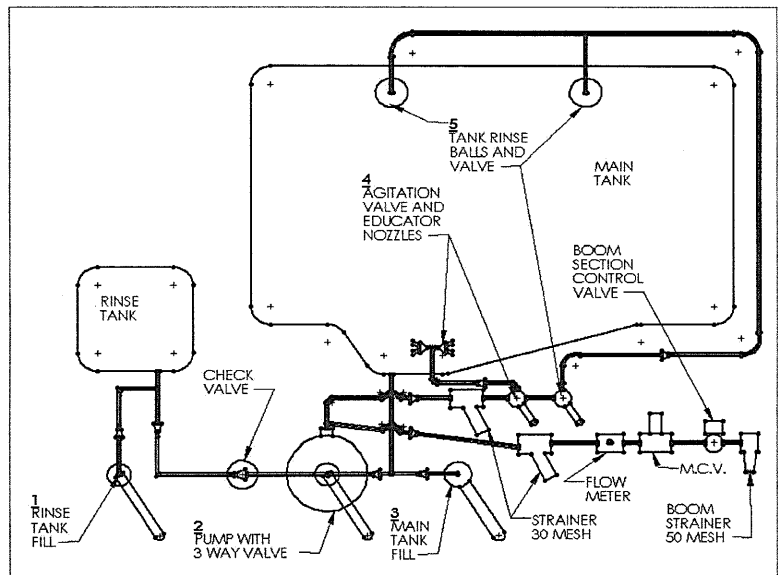 5
TANK RINSE
BALLS AND
VALVE
MAIN
TANK
4
AGITATION
VALVE AND
EDUCATOR
NOZZLES
BOOM
SECTION
CONTROL
VALVE
RINSE
TANK
CHECK
VALVE
1
RINSE
TANK
FILL
2
PUMP WITH
3 WAY VALVE
3
MAIN
TANK
FILL
STRAINER
30 MESH
FLOW
METER
M.C.V.
BOOM
STRAINER
50 MESH